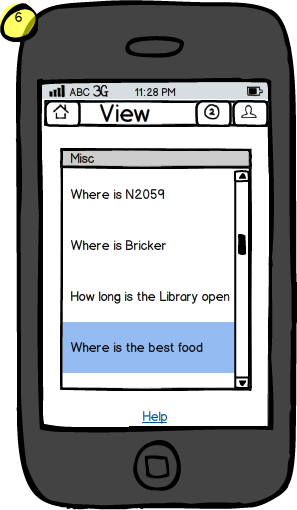 6
ABC 3G 11:28 PM
View 2
Misc
Where is N2059
Where is Bricker
How long is the Library open
Where is the best food
Help